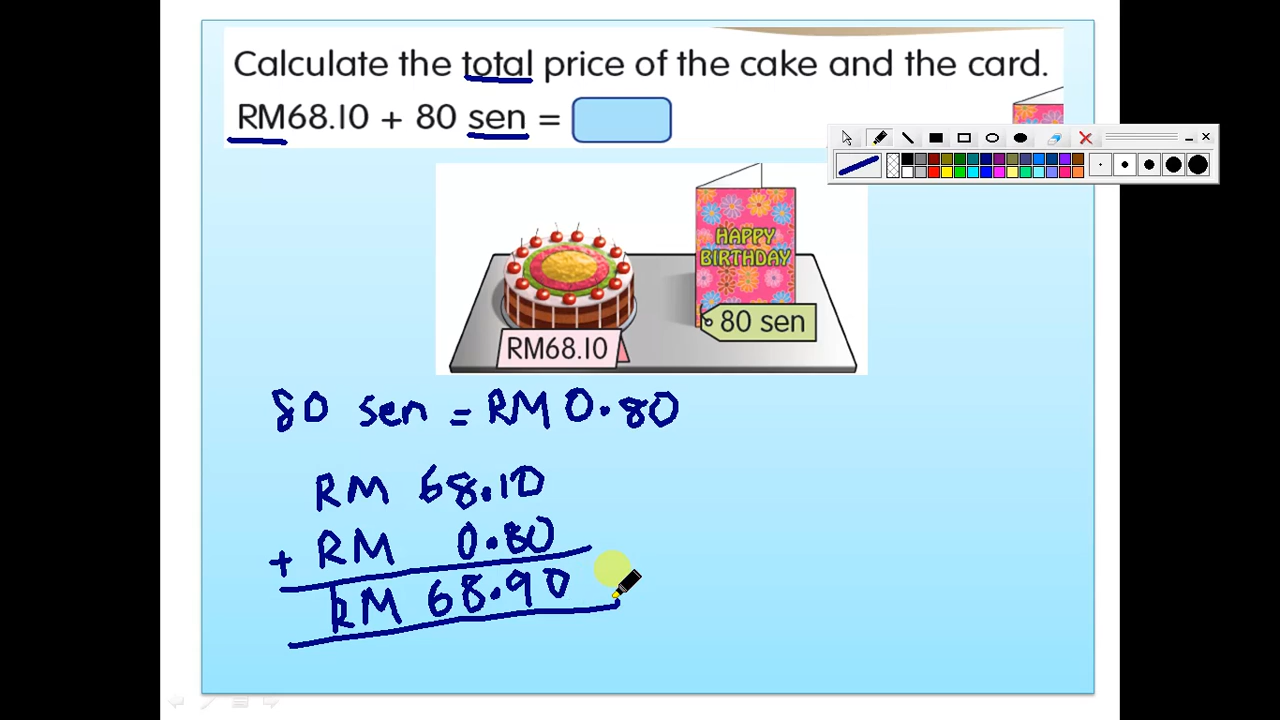 Calculate the total price of the cake and the card.
RM68.10 + 80 sen =
HAPPY
BIRTHDAY
80 sen
RM68.10
80 sen = RM 0.80
RM 68.10
+ RM 0.80
RM 68.90